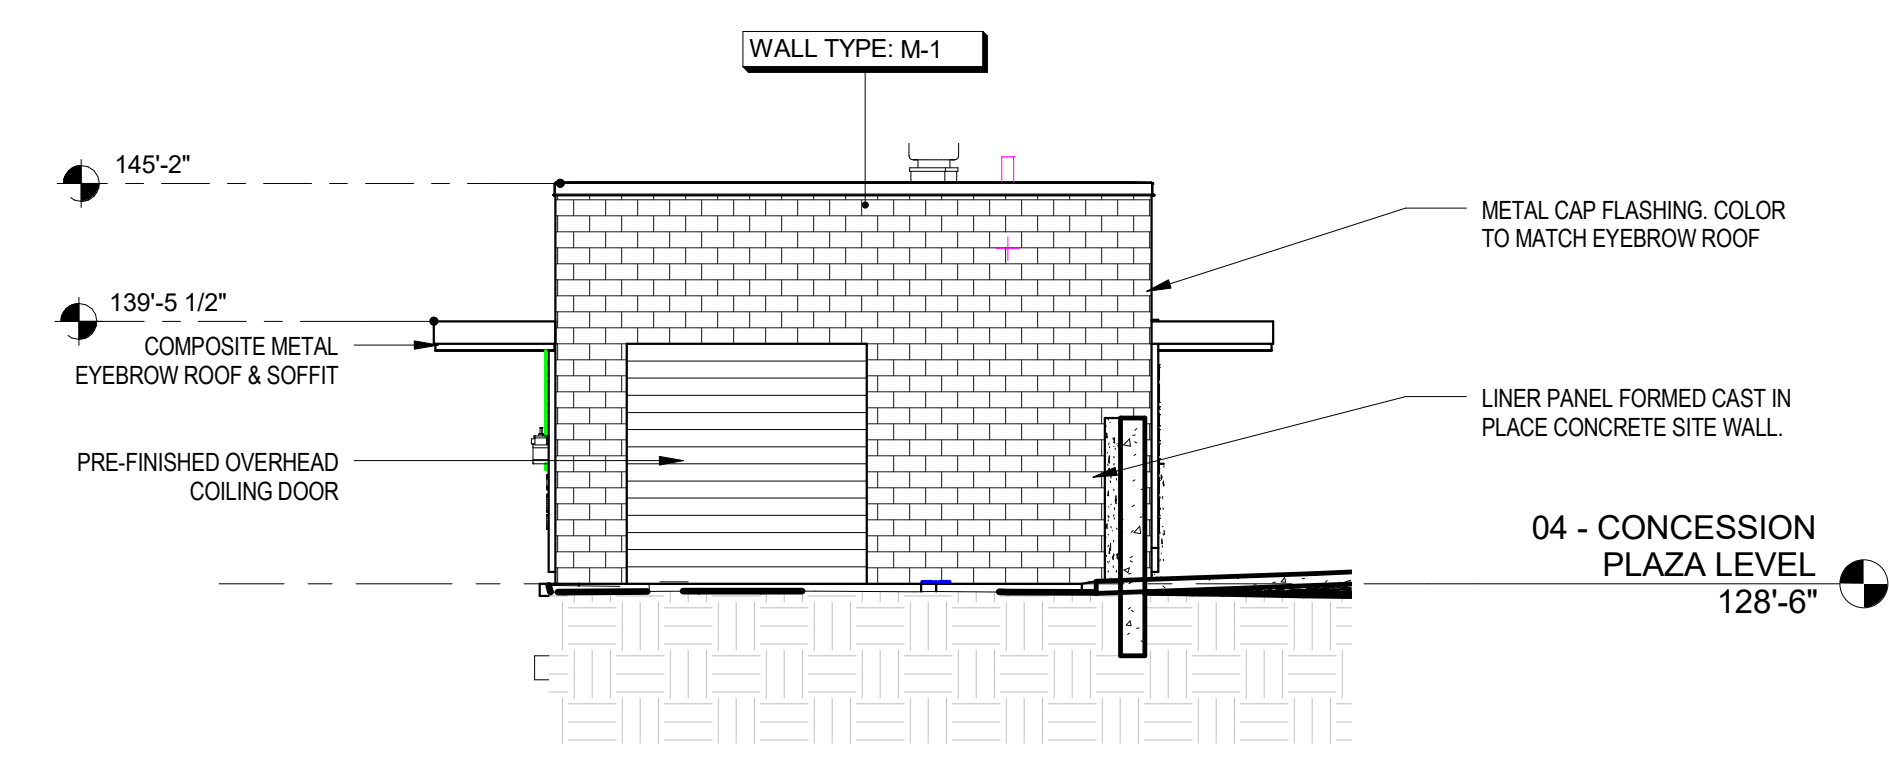 WALL TYPE: M-1
145'-2"
METAL CAP FLASHING. COLOR
TO MATCH EYEBROW ROOF
139'-5 1/2"
COMPOSITE METAL
EYEBROW ROOF & SOFFIT
LINER PANEL FORMED CAST IN
PLACE CONCRETE SITE WALL.
PRE-FINISHED OVERHEAD
COILING DOOR
04 - CONCESSION
PLAZA LEVEL
128'-6"